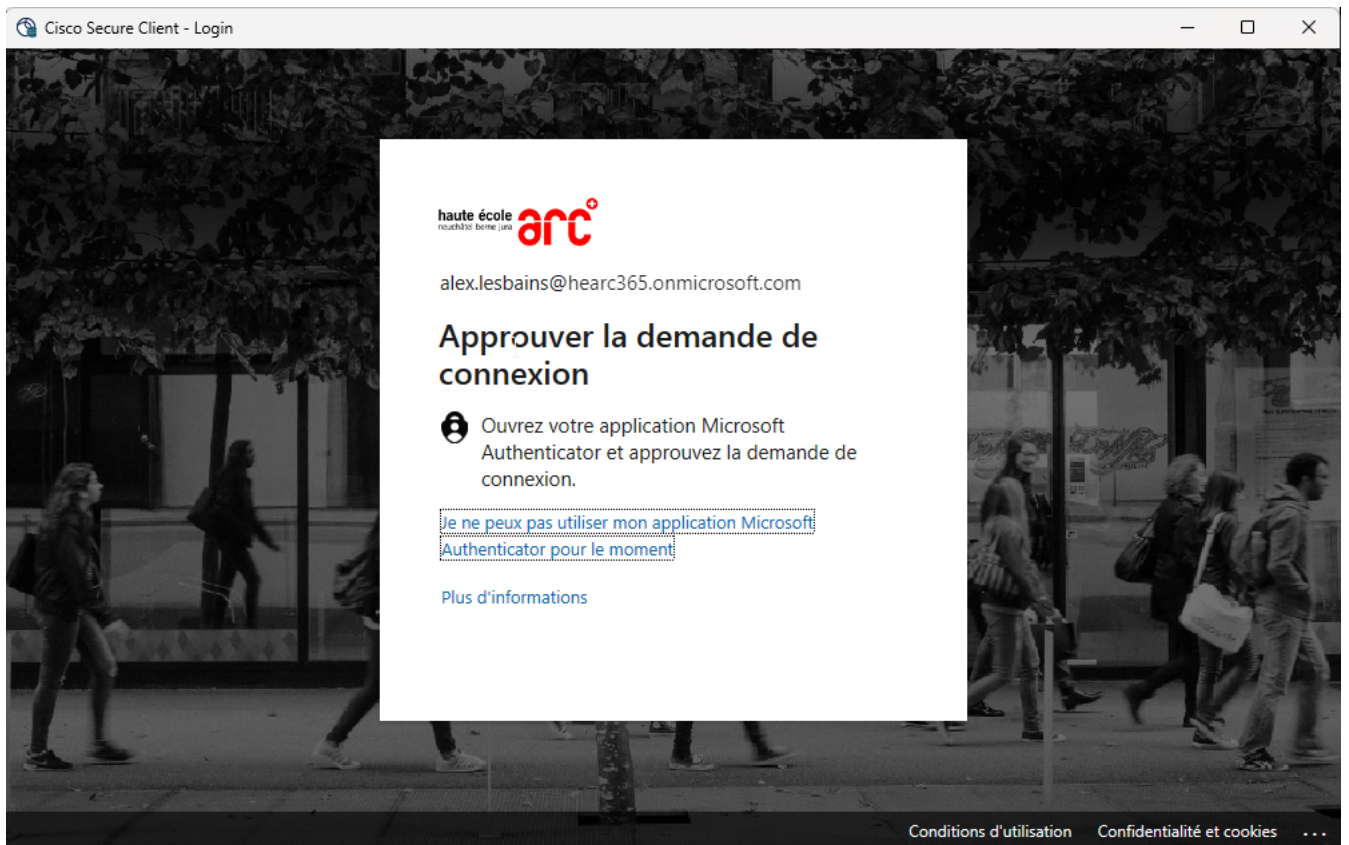 Cisco Secure Client - Login
haute école arc
neuchâtel berne jura
alex.lesbains@hearc365.onmicrosoft.com
Approuver la demande de
connexion
Ouvrez votre application Microsoft
Authenticator et approuvez la demande de
connexion.
Je ne peux pas utiliser mon application Microsoft
Authenticator pour le moment
Plus d'informations
Conditions d'utilisation Confidentialité et cookies ...